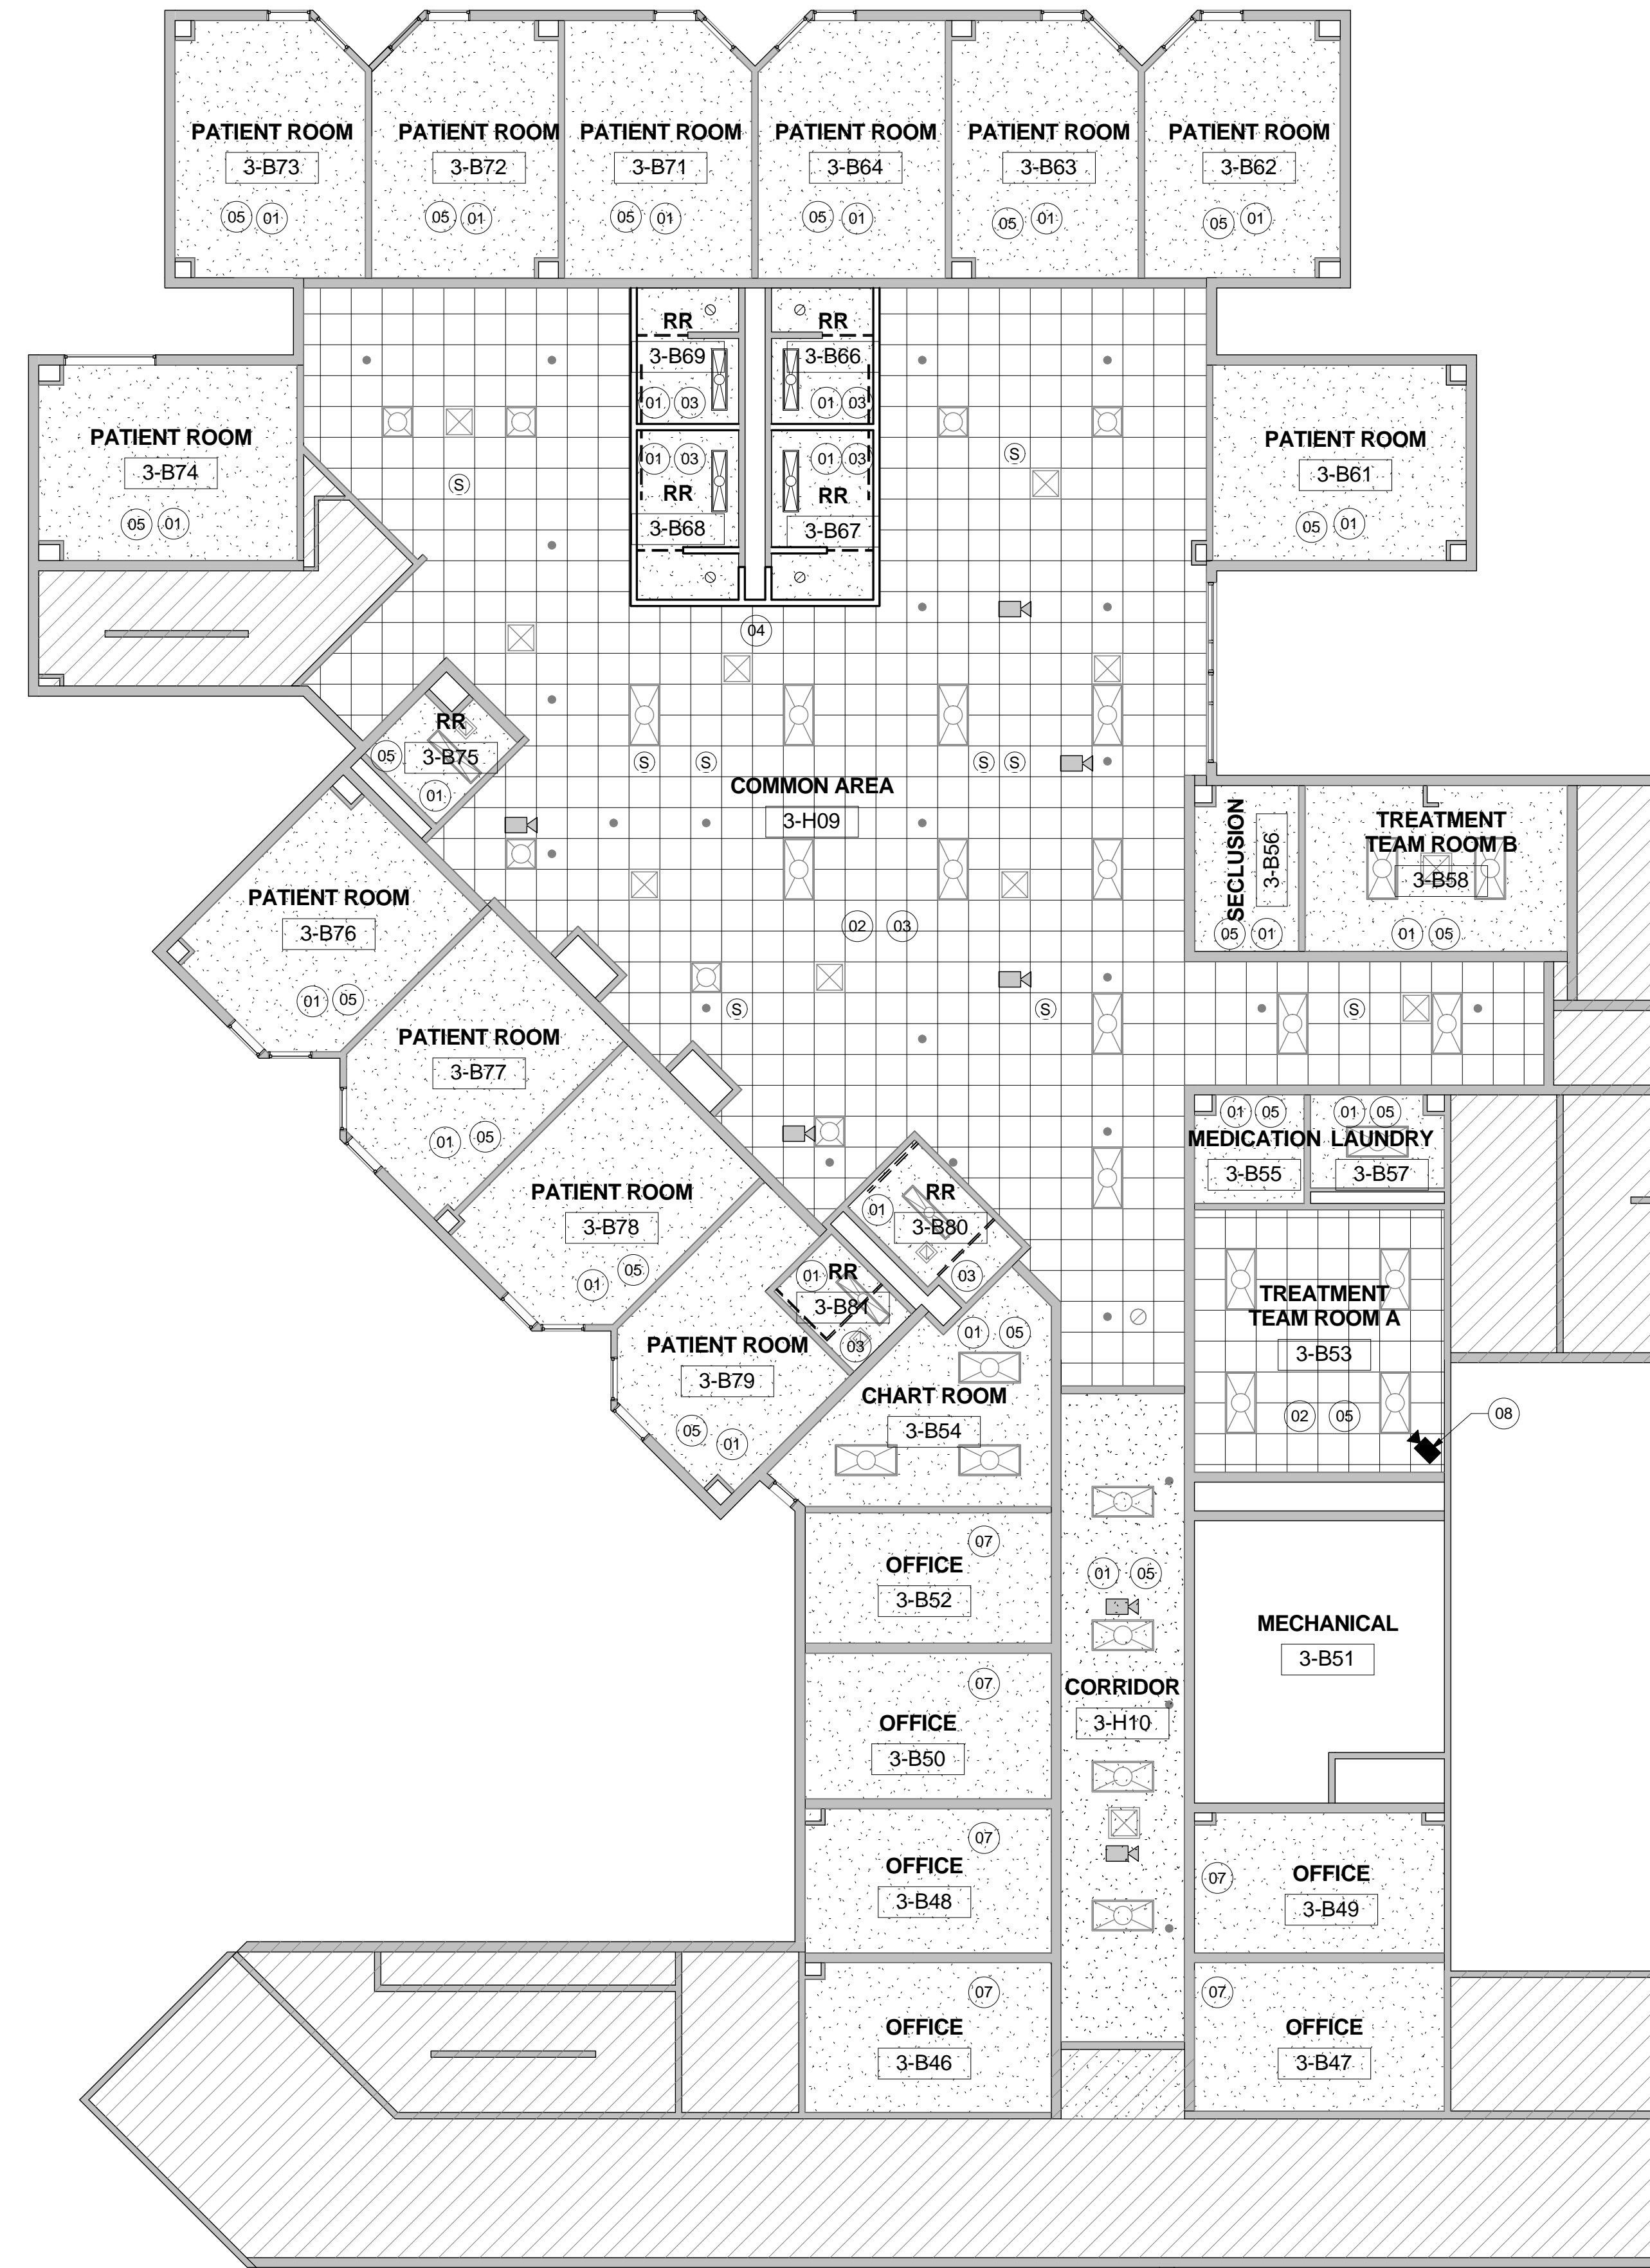 PATIENT ROOM
3-B73
05 01
PATIENT ROOM
3-B72
05 01
PATIENT ROOM
3-B71
05 01
PATIENT ROOM
3-B64
05 01
PATIENT ROOM
3-B63
05 01
PATIENT ROOM
3-B62
05 01
RR
3-B69
01 03
RR
3-B66
01 03
01 03
RR
3-B68
01 03
RR
3-B67
PATIENT ROOM
3-B74
05 01
PATIENT ROOM
3-B61
05 01
S
S
04
RR
3-B75
05
01
S
S
S
S
COMMON AREA
3-H09
02 03
SECLUSION
3-B56
05 01
TREATMENT
TEAM ROOM B
3-B58
01 05
PATIENT ROOM
3-B76
01 05
S
S
S
PATIENT ROOM
3-B77
01 05
01 05
MEDICATION
3-B55
01 05
LAUNDRY
3-B57
PATIENT ROOM
3-B78
01 05
RR
01
3-B80
03
01
RR
3-B81
03
PATIENT ROOM
3-B79
05 01
01 05
CHART ROOM
3-B54
TREATMENT
TEAM ROOM A
3-B53
02 05
08
07
OFFICE
3-B52
01 05
MECHANICAL
3-B51
07
OFFICE
3-B50
CORRIDOR
3-H10
07
OFFICE
3-B48
07
OFFICE
3-B49
07
OFFICE
3-B46
07
OFFICE
3-B47